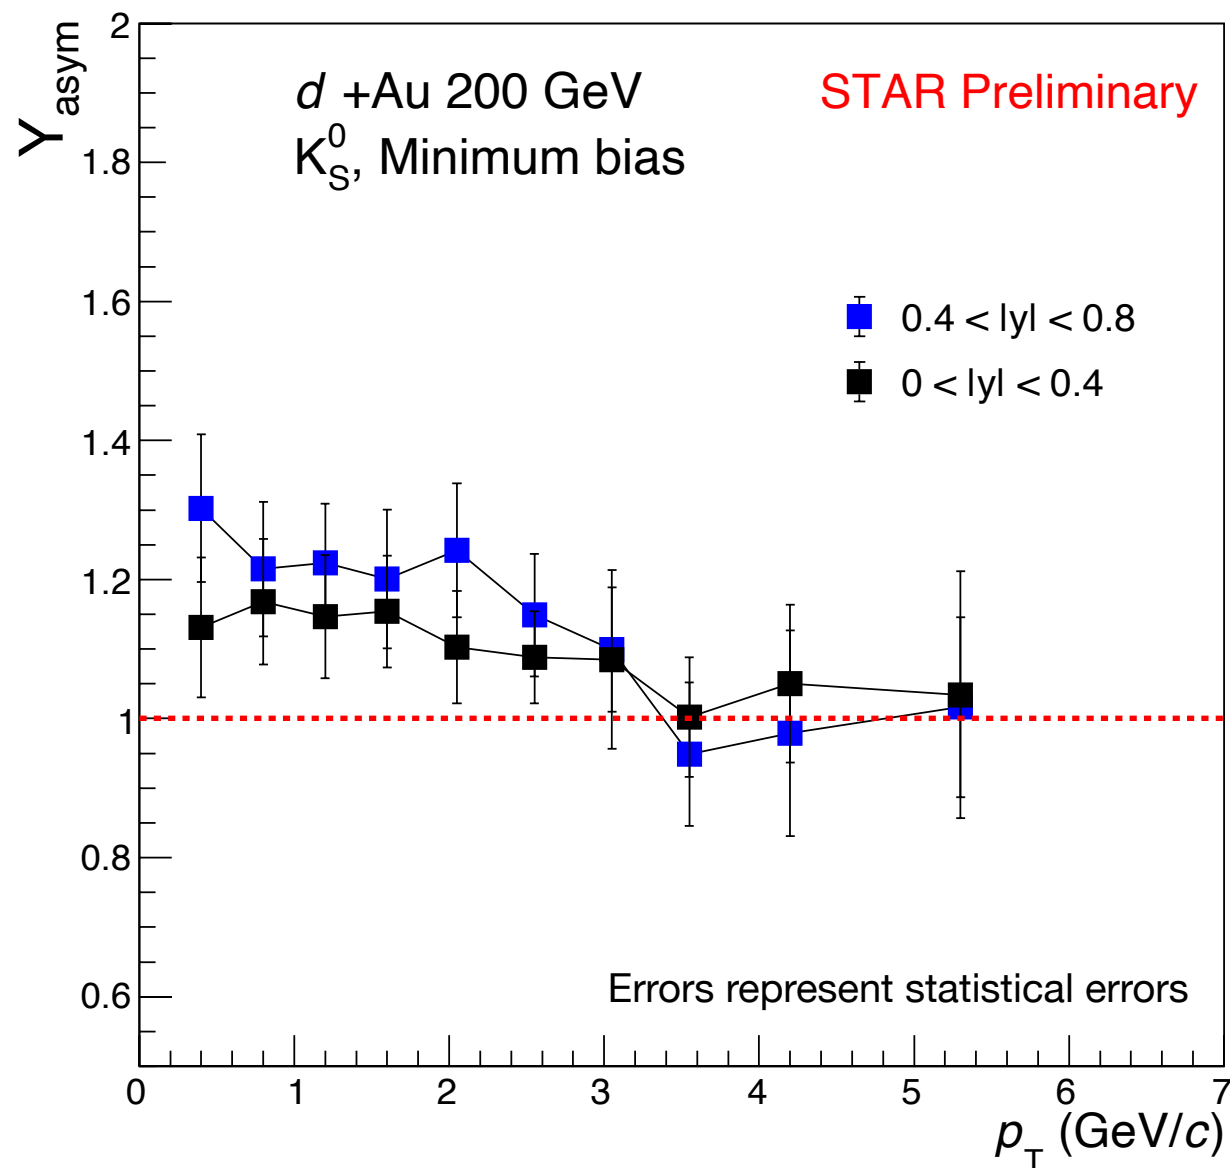 Y_asym
d +Au 200 GeV
K_S^0, Minimum bias
STAR Preliminary
0.4 < |y| < 0.8
0 < |y| < 0.4
Errors represent statistical errors
2
1.8
1.6
1.4
1.2
1
0.8
0.6
0 1 2 3 4 5 6 7
p_T (GeV/c)